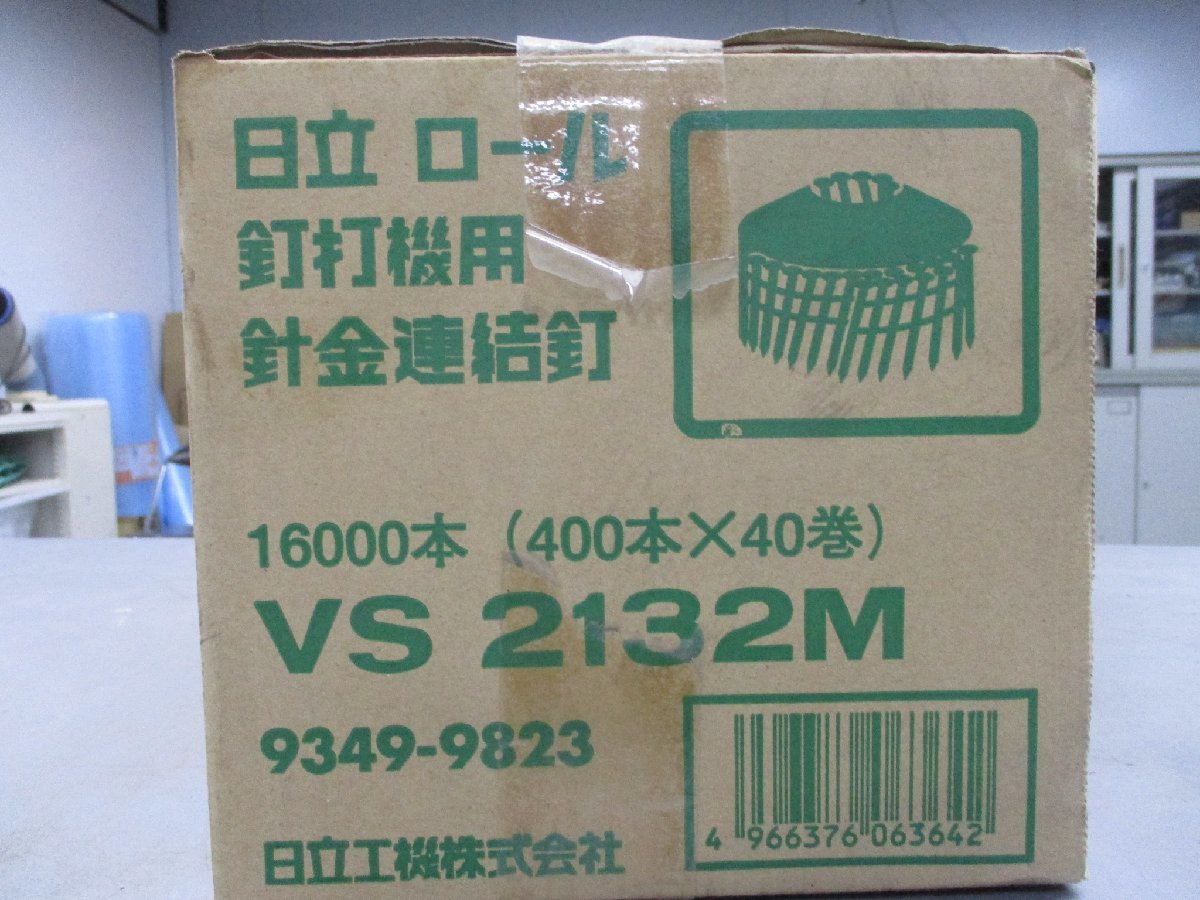 日立 ロール
釘打機用
針金連結釘
16000本（400本×40巻）
VS 2132M
9349-9823
日立工機株式会社
4 966376 063642